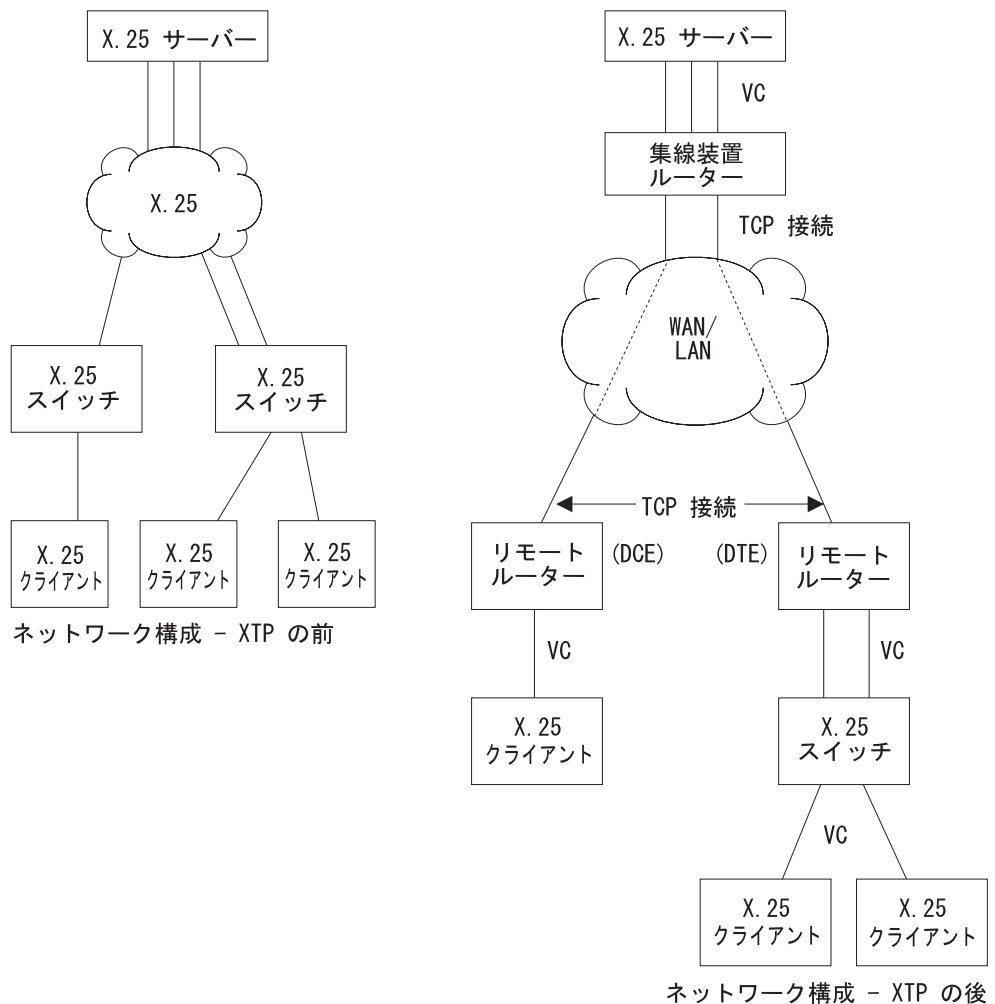 X.25 サーバー
X.25
X.25
スイッチ
X.25
スイッチ
X.25
クライアント
X.25
クライアント
X.25
クライアント
ネットワーク構成 - XTP の前
X.25 サーバー
VC
集線装置
ルーター
TCP 接続
WAN/
LAN
TCP 接続
リモート
ルーター
(DCE)
(DTE)
リモート
ルーター
VC
VC
X.25
クライアント
X.25
スイッチ
VC
X.25
クライアント
X.25
クライアント
ネットワーク構成 - XTP の後